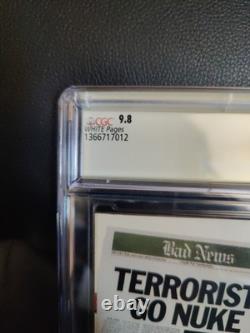 CGC 9.8
WHITE Pages
1366717012
Bad News
TERRORIST
GO NUKE